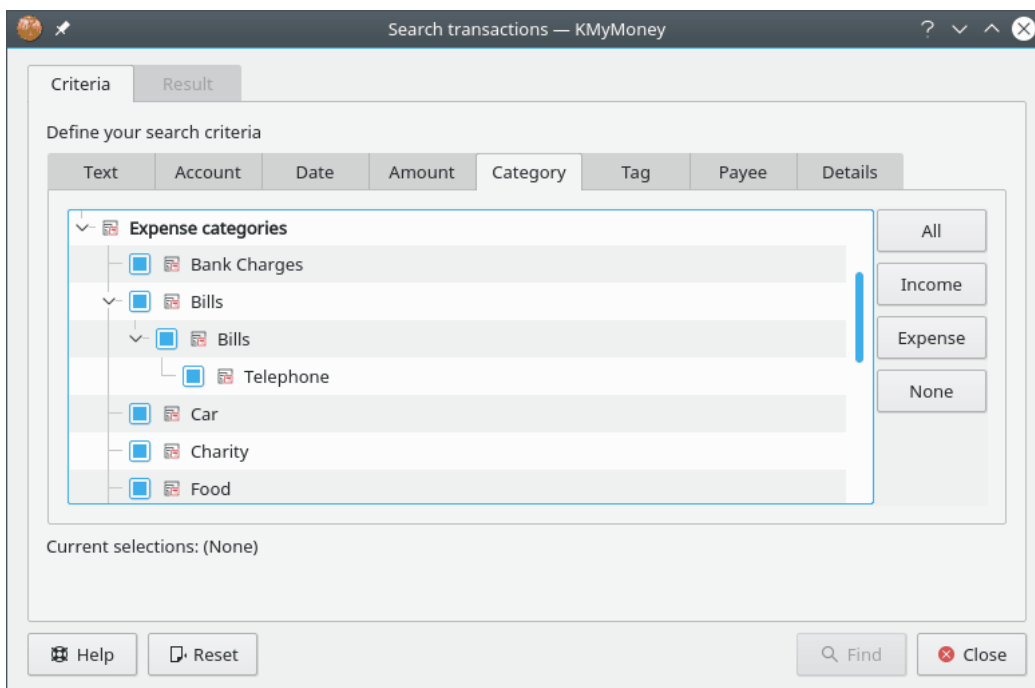 Search transactions — KMyMoney
Criteria Result
Define your search criteria
Text Account Date Amount Category Tag Payee Details
Expense categories
All
Bank Charges
Income
Bills
Bills
Expense
Telephone
None
Car
Charity
Food
Current selections: (None)
Help Reset Find Close